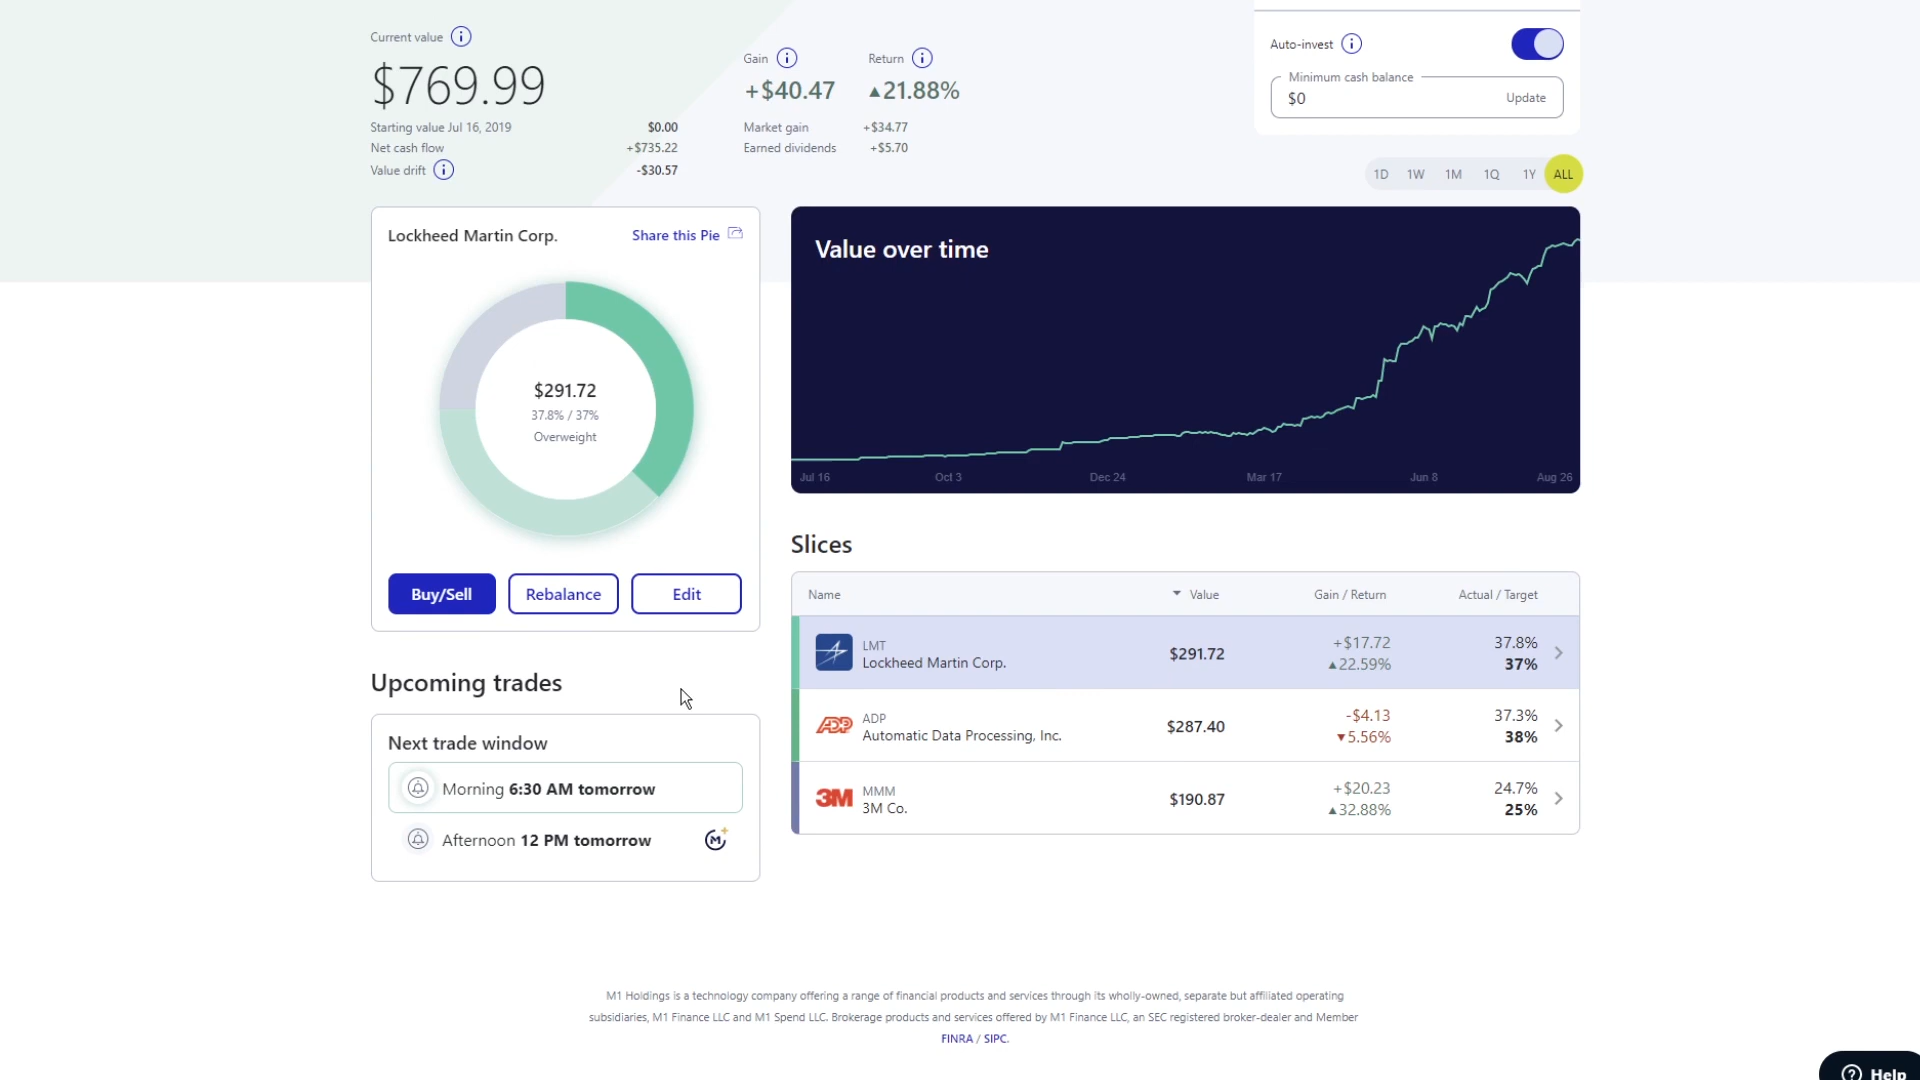 Current value
$769.99
Starting value Jul 16, 2019 $0.00
Net cash flow +$735.22
Value drift -$30.57
Gain Return
+$40.47 ▲21.88%
Market gain +$34.77
Earned dividends +$5.70
Auto-invest
Minimum cash balance
$0 Update
1D 1W 1M 1Q 1Y ALL
Lockheed Martin Corp. Share this Pie
$291.72
37.8% / 37%
Overweight
Buy/Sell Rebalance Edit
Value over time
Jul 16 Oct 3 Dec 24 Mar 17 Jun 8 Aug 26
Upcoming trades
Next trade window
Morning 6:30 AM tomorrow
Afternoon 12 PM tomorrow
M
Slices
Name Value Gain / Return Actual / Target
LMT
Lockheed Martin Corp. $291.72
+$17.72
▲22.59%
37.8%
37%
ADP
ADP
Automatic Data Processing, Inc. $287.40
-$4.13
▼5.56%
37.3%
38%
3M
MMM
3M Co. $190.87
+$20.23
▲32.88%
24.7%
25%
M1 Holdings is a technology company offering a range of financial products and services through its wholly-owned, separate but affiliated operating
subsidiaries, M1 Finance LLC and M1 Spend LLC. Brokerage products and services offered by M1 Finance LLC, an SEC registered broker-dealer and Member
FINRA / SIPC.
Help